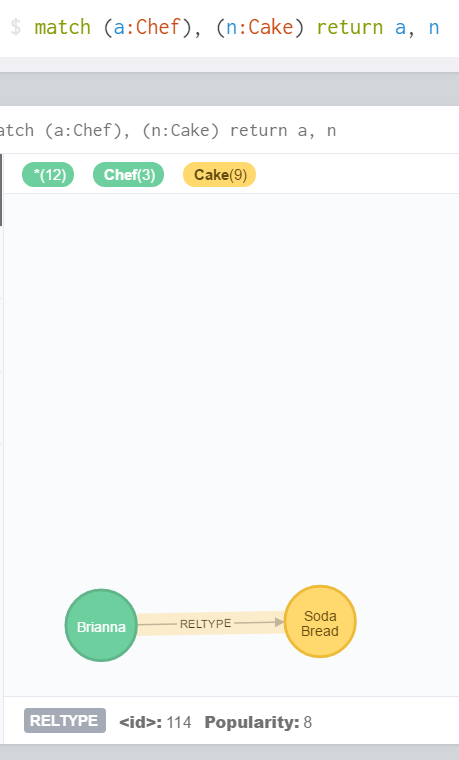 $ match (a:Chef), (n:Cake) return a, n
atch (a:Chef), (n:Cake) return a, n
*(12) Chef(3) Cake(9)
Brianna
RELTYPE
Soda
Bread
RELTYPE <id>: 114 Popularity: 8